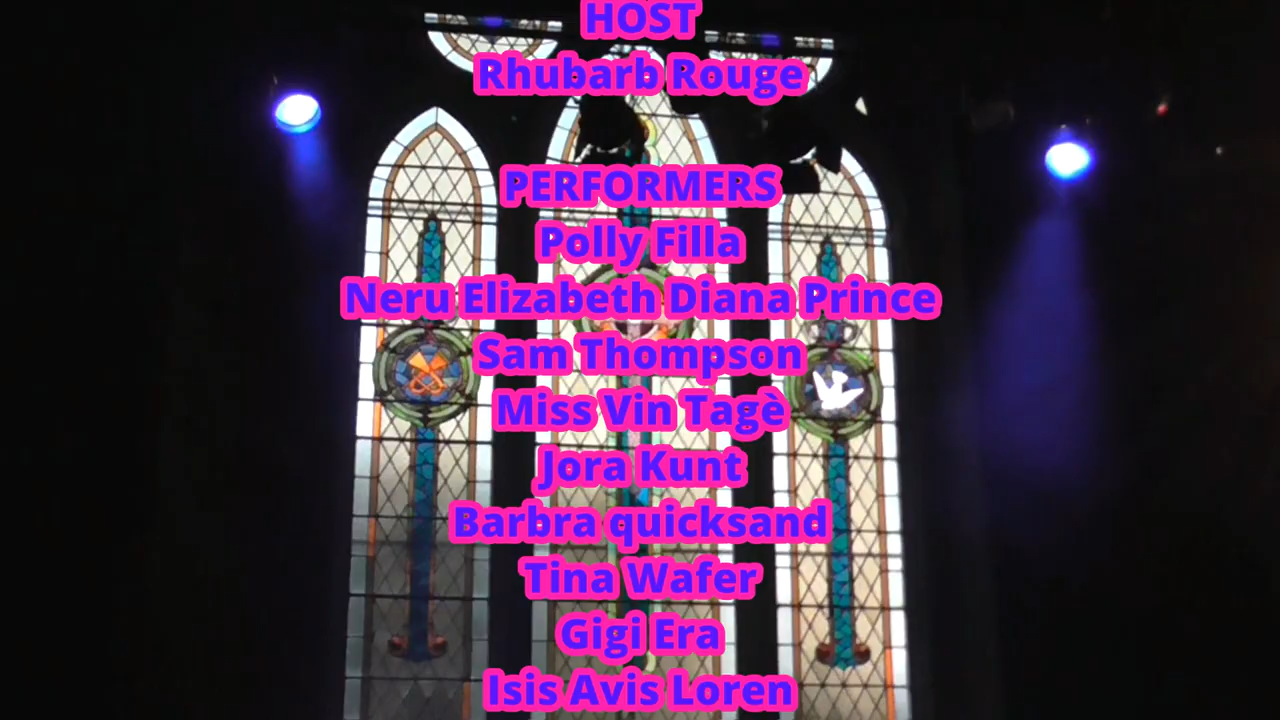 HOST
Rhubarb Rouge
PERFORMERS
Polly Filla
Neru Elizabeth Diana Prince
Sam Thompson
Miss Vin Tagè
Jora Kunt
Barbra quicksand
Tina Wafer
Gigi Era
Isis Avis Loren